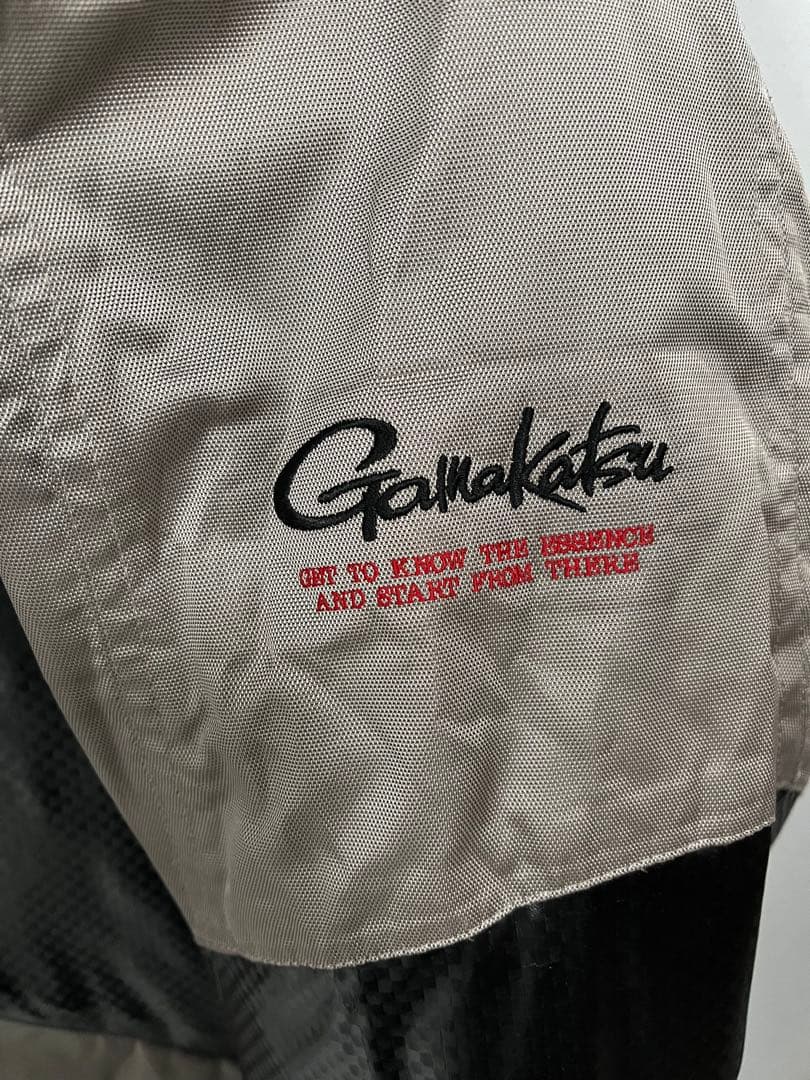 Gamakatsu
GET TO KNOW THE ESSENCE
AND START FROM THERE